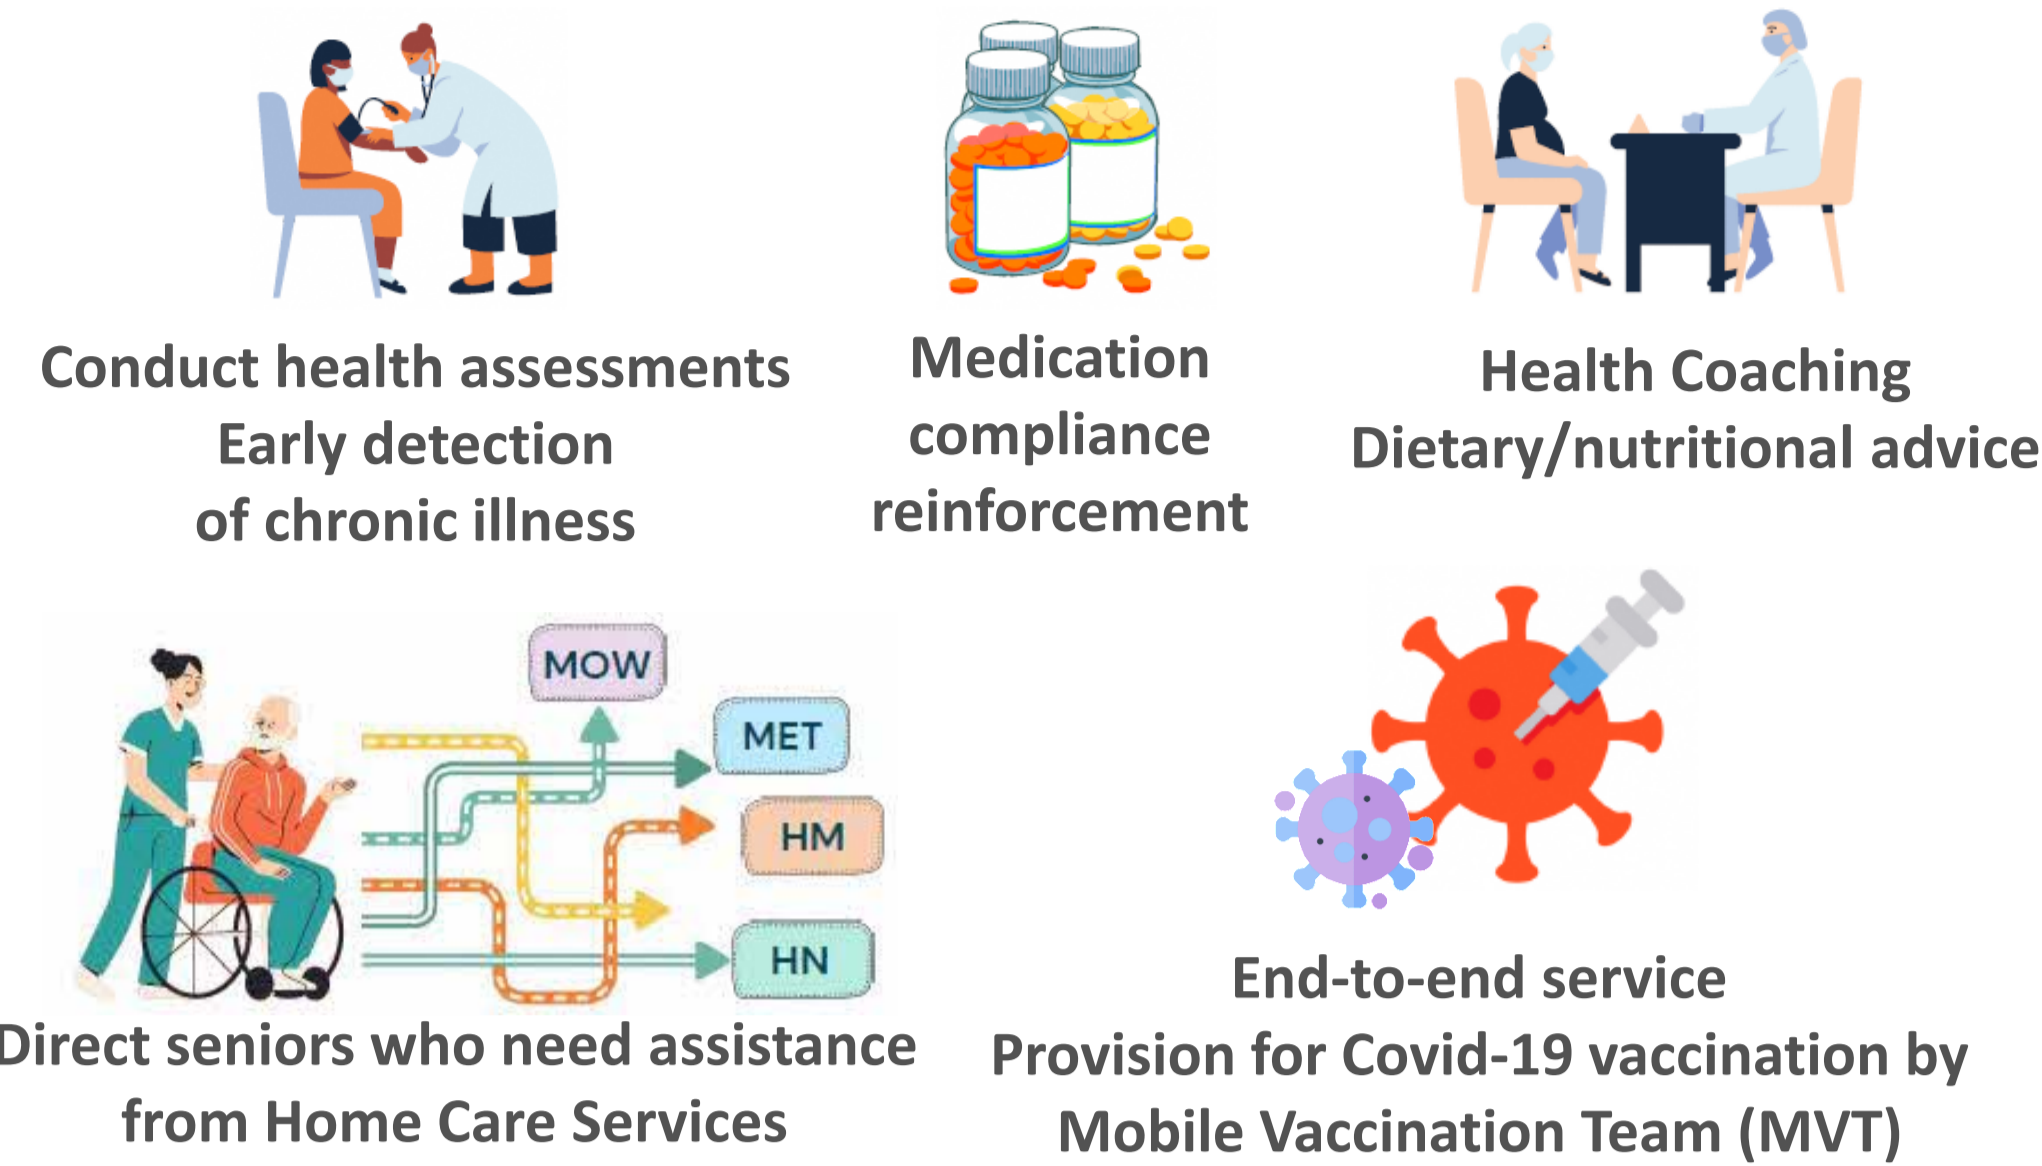 Conduct health assessments
Early detection
of chronic illness
Medication
compliance
reinforcement
Health Coaching
Dietary/nutritional advice
MOW
MET
HM
HN
Direct seniors who need assistance
from Home Care Services
End-to-end service
Provision for Covid-19 vaccination by
Mobile Vaccination Team (MVT)